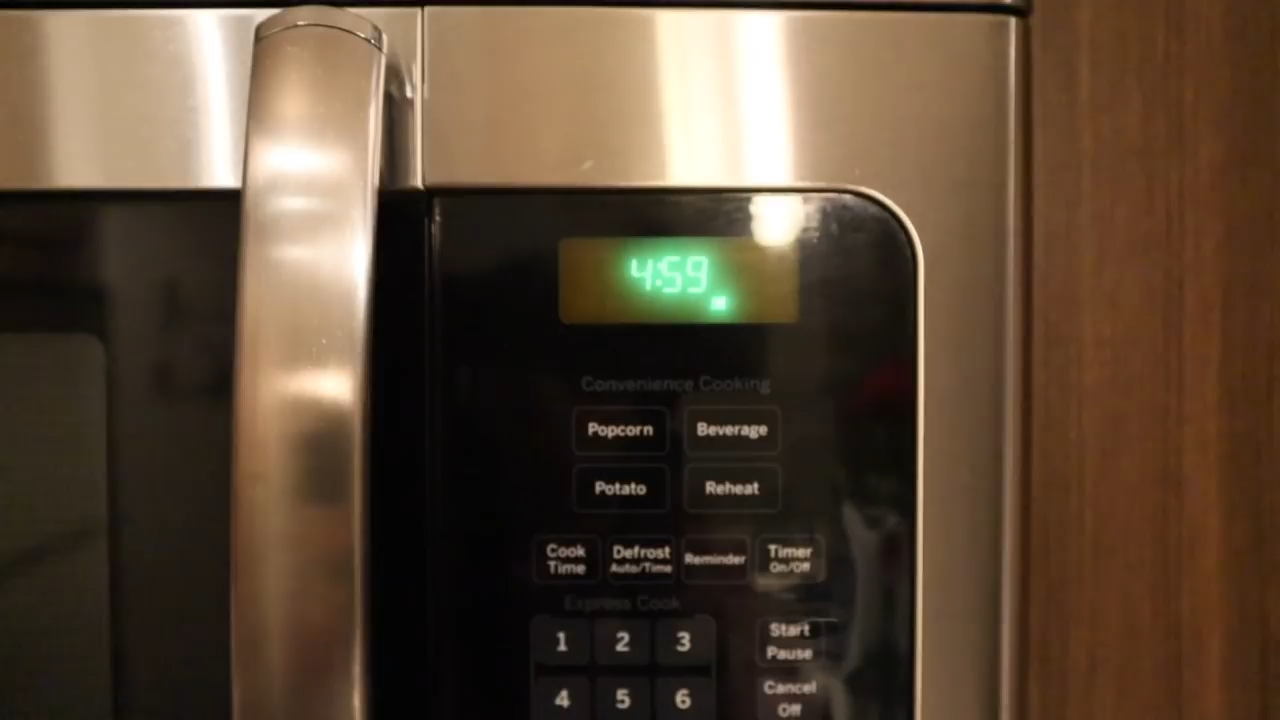 4:59
Convenience Cooking
Popcorn Beverage
Potato Reheat
Cook Time Defrost Auto/Time Reminder Timer On/Off
Express Cook
1 2 3 Start Pause
4 5 6 Cancel Off